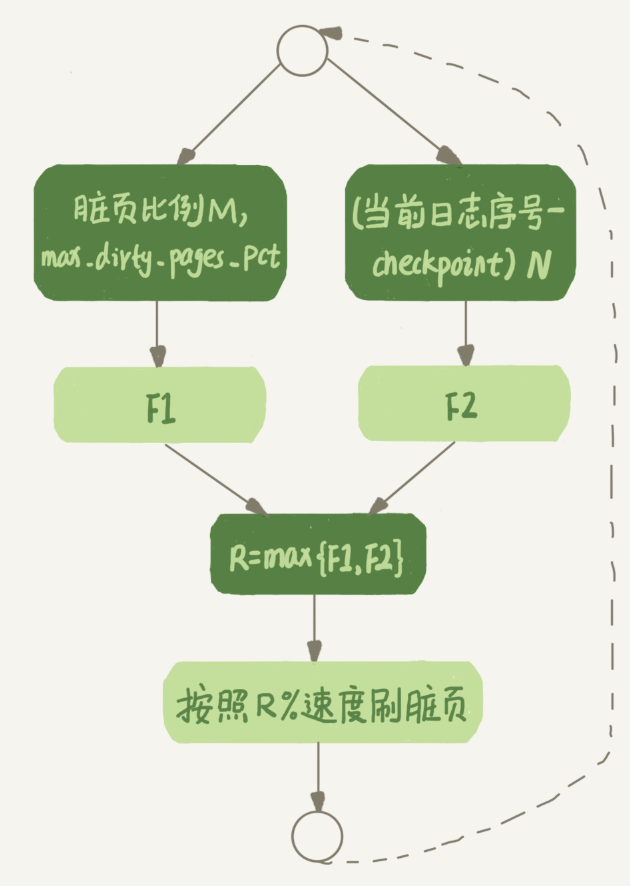 脏页比例M,
max_dirty_pages_Pct
(当前日志序号-
checkpoint) N
F1
F2
R=max{F1,F2}
按照R%速度刷脏页